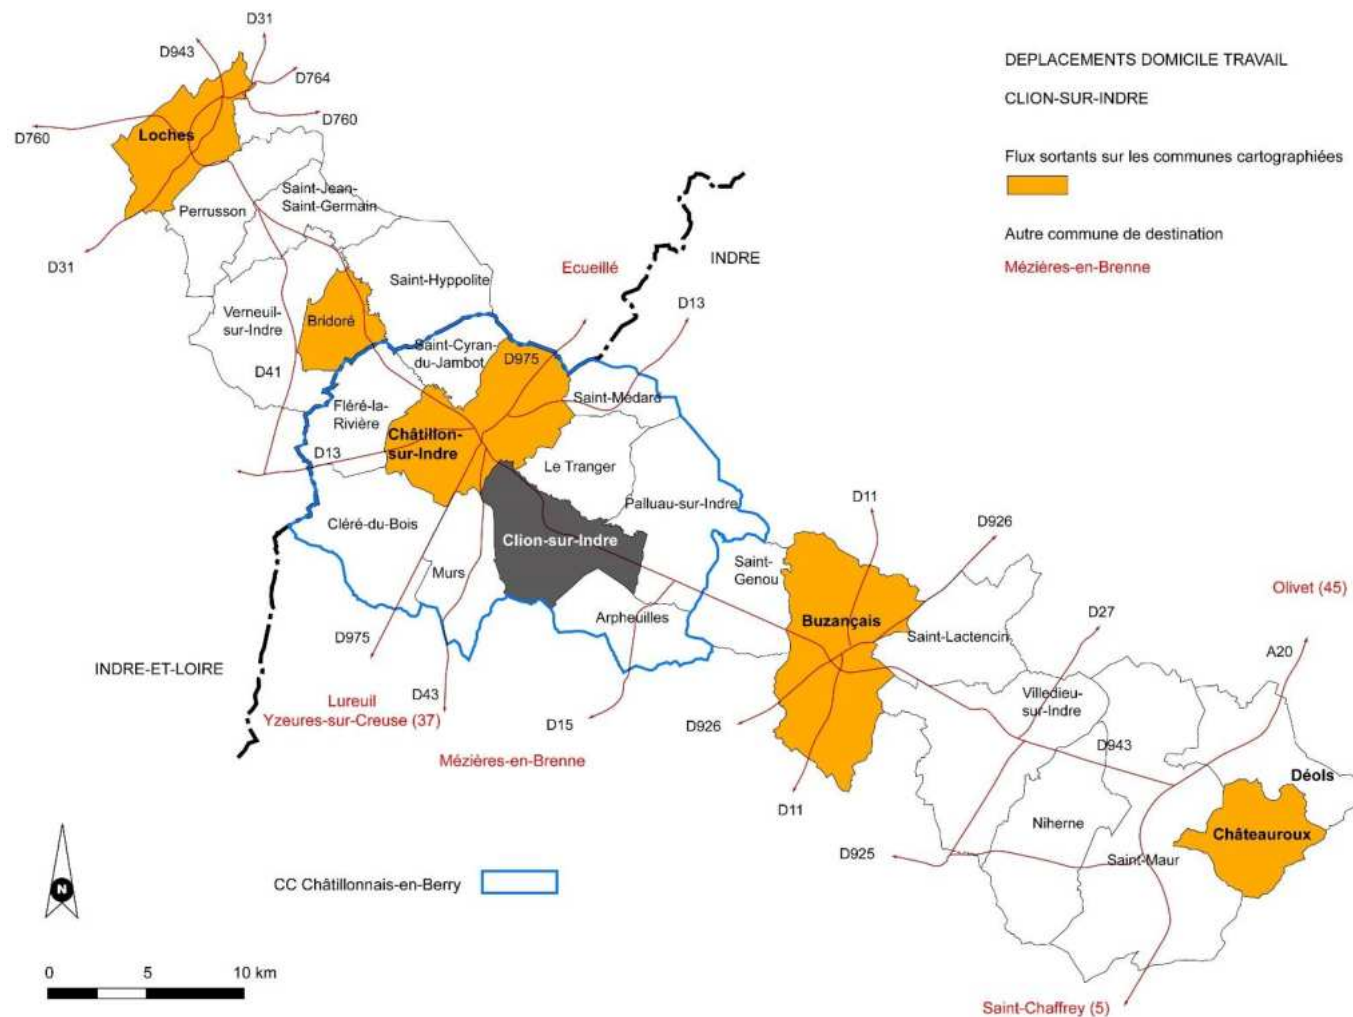 D31
D943
D764
D760
D760
Loches
Saint-Jean-
Saint-Germain
Perrusson
D31
DEPLACEMENTS DOMICILE TRAVAIL
CLION-SUR-INDRE
Flux sortants sur les communes cartographiées
Autre commune de destination
Mézières-en-Brenne
Ecueillé
INDRE
Saint-Hyppolite
D13
Verneuil-
sur-Indre
Bridoré
Saint-Cyran-
du-Jambot
D975
D41
Fléré-la-
Rivière
Saint-Médard
Châtillon-
sur-Indre
D13
Le Tranger
Palluau-sur-Indre
Cléré-du-Bois
Clion-sur-Indre
Murs
D11
D926
Saint-
Genou
Arpheuilles
Buzançais
Saint-Lactencin
D27
Olivet (45)
A20
D975
INDRE-ET-LOIRE
Lureuil
Yzeures-sur-Creuse (37)
D43
D15
D926
Villedieu-
sur-Indre
Mézières-en-Brenne
D943
Déols
D11
Niherne
Châteauroux
D925
Saint-Maur
CC Châtillonnais-en-Berry
N
0 5 10 km
Saint-Chaffrey (5)